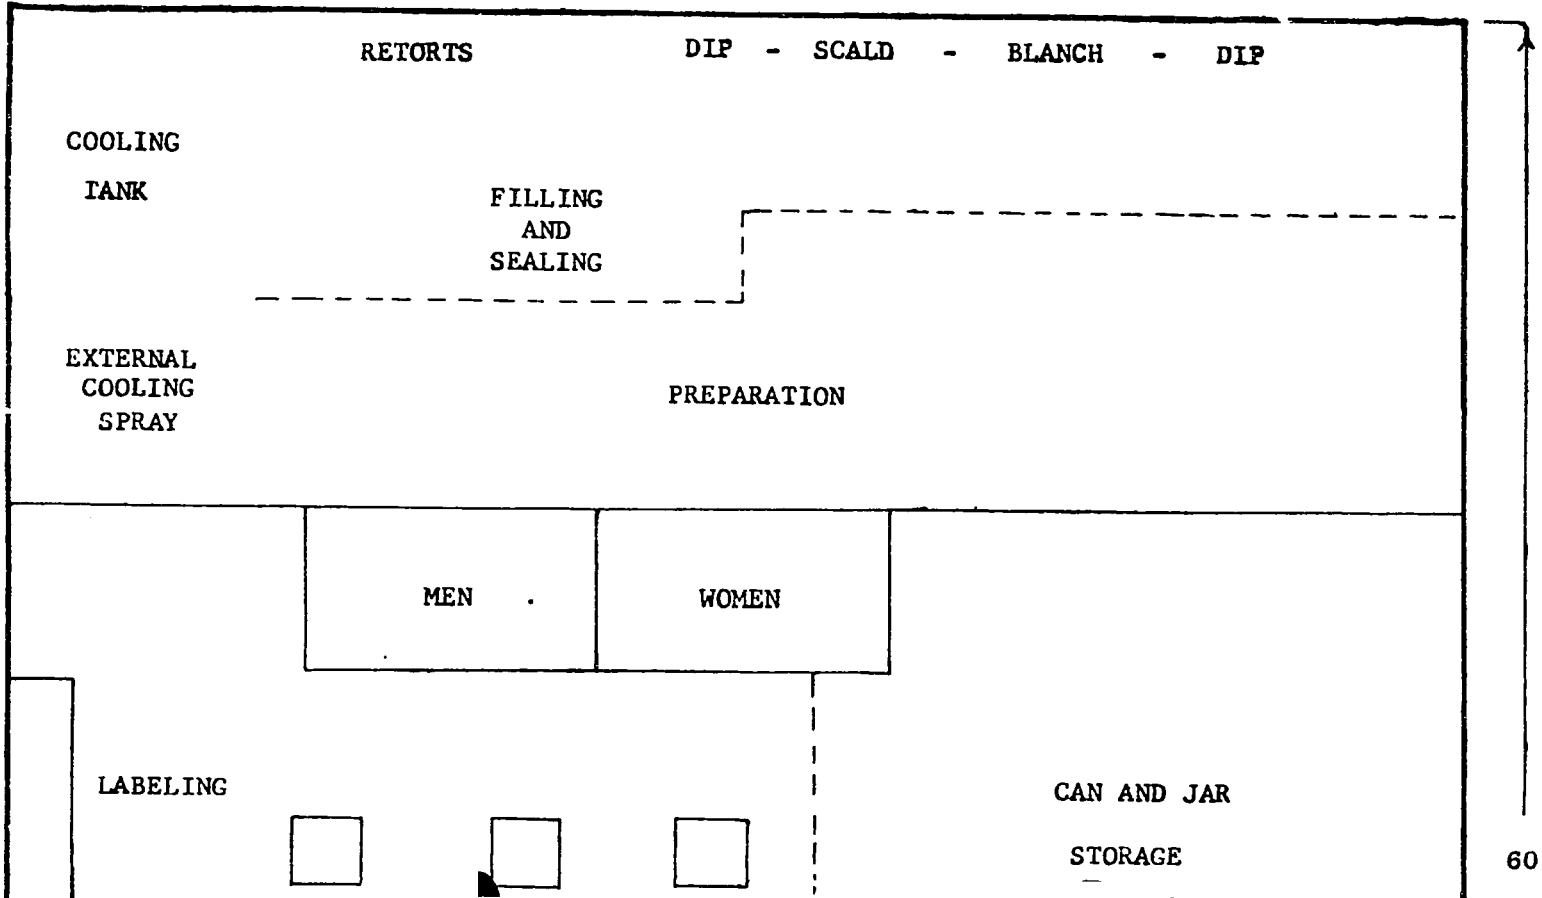 RETORTS DIP - SCALD - BLANCH - DIP
COOLING
TANK
FILLING
AND
SEALING
EXTERNAL
COOLING
SPRAY
PREPARATION
MEN
WOMEN
LABELING
CAN AND JAR
STORAGE
60